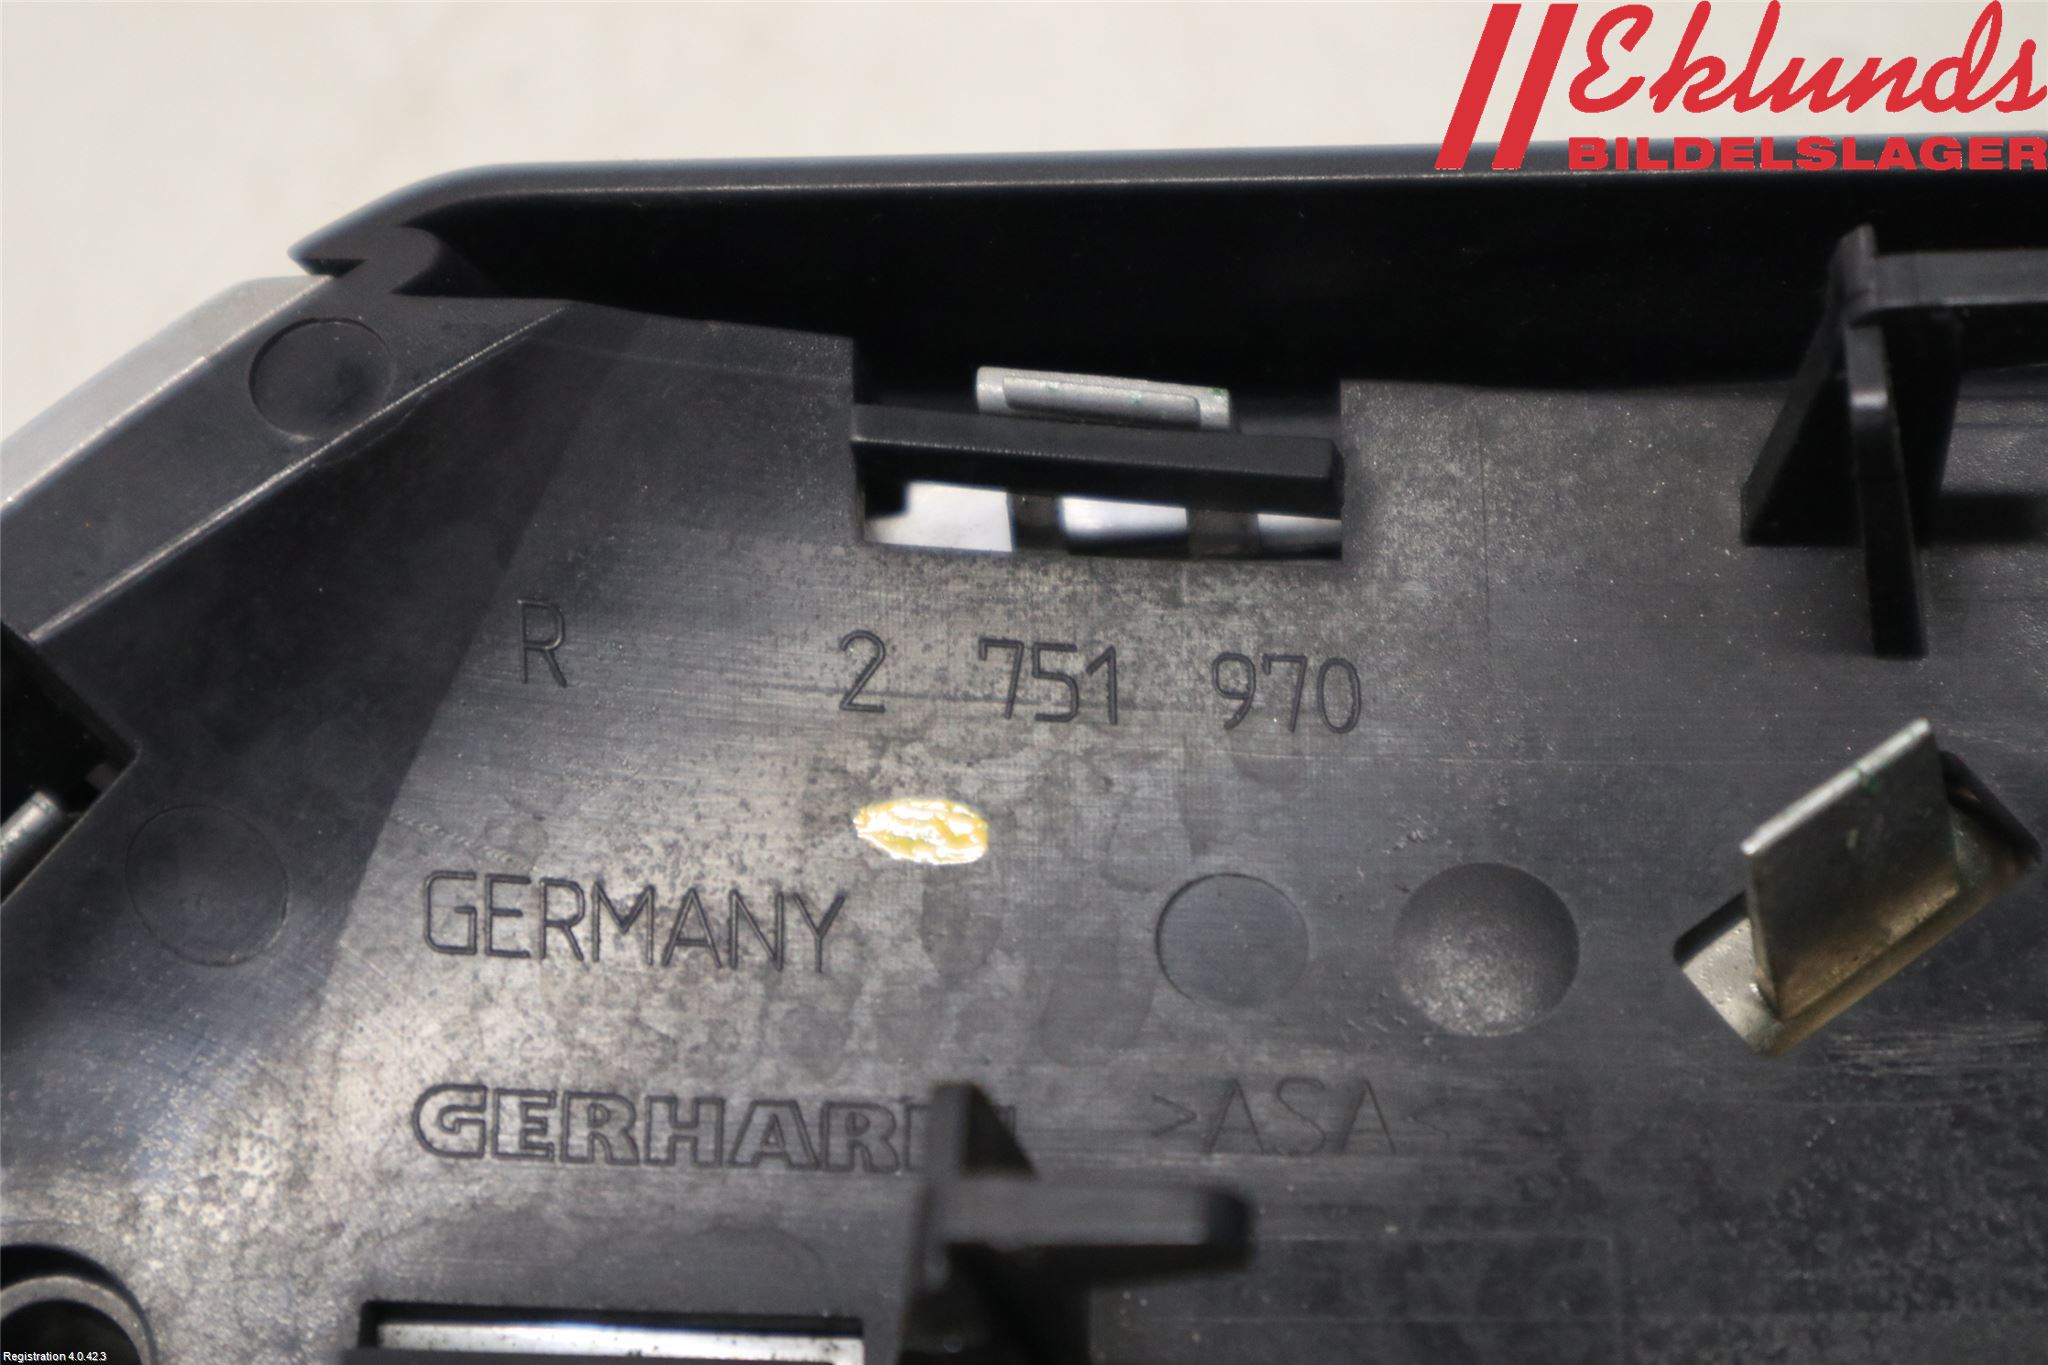 Eklunds
BILDELSLAGER
R 2 751 970
GERMANY
>ASA<
Registration 4.0.42.3